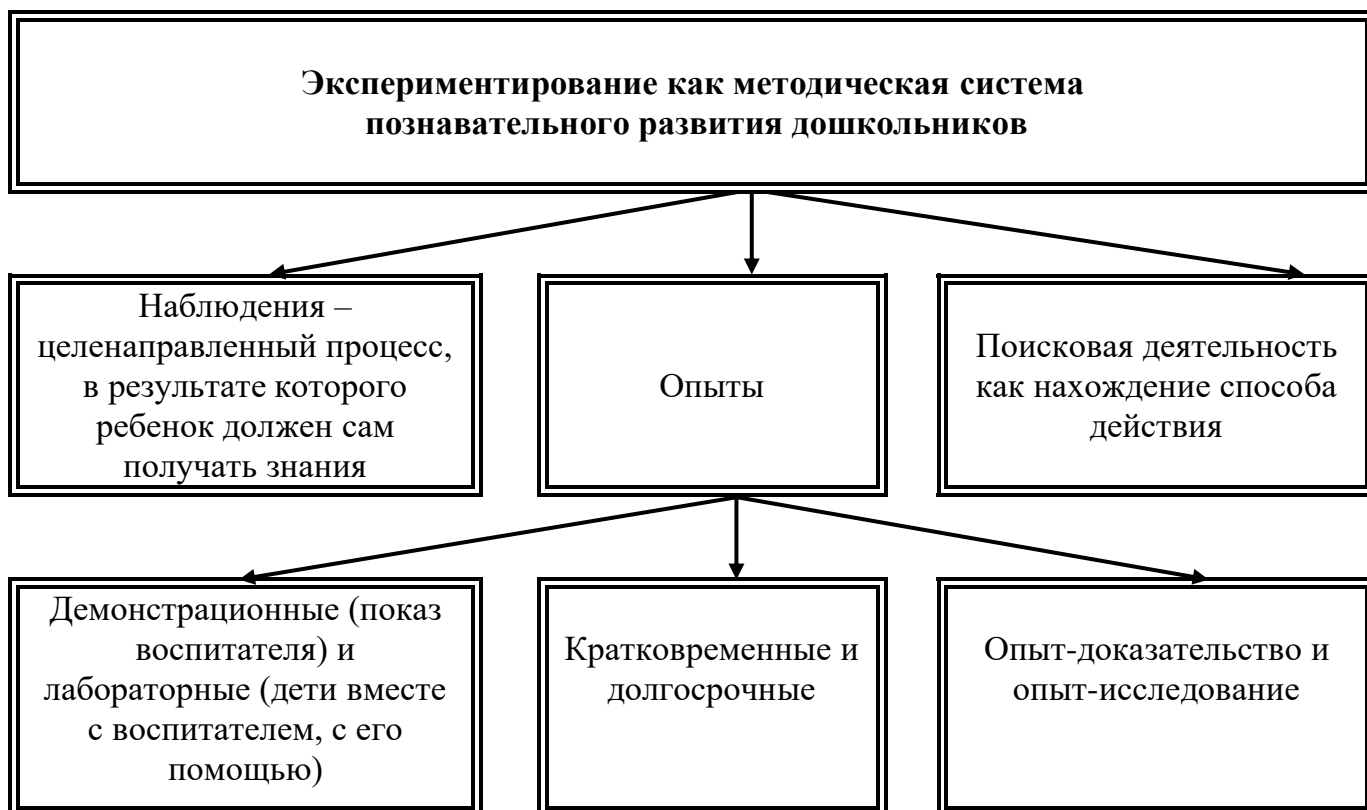 Экспериментирование как методическая система
познавательного развития дошкольников
Наблюдения –
целенаправленный процесс,
в результате которого
ребенок должен сам
получать знания
Опыты
Поисковая деятельность
как нахождение способа
действия
Демонстрационные (показ
воспитателя) и
лабораторные (дети вместе
с воспитателем, с его
помощью)
Кратковременные и
долгосрочные
Опыт-доказательство и
опыт-исследование